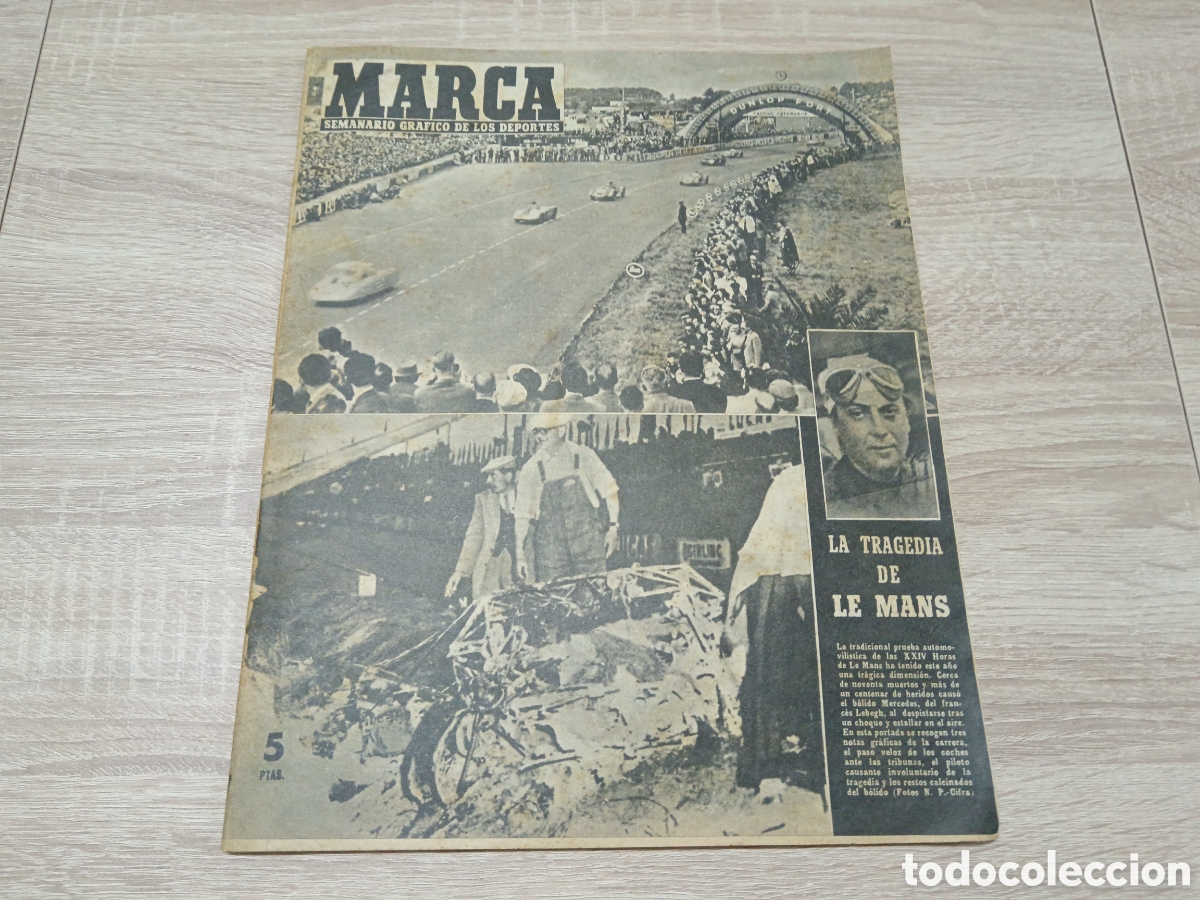 MARCA
SEMANARIO GRAFICO DE LOS DEPORTES
DUNLOP
LA TRAGEDIA
DE
LE MANS
La tradicional prueba automo-
vilística de las XXIV Horas
de Le Mans ha tenido este año
una trágica dimensión. Cerca
de noventa muertos y más de
un centenar de heridos causó
el bólido Mercedes, del fran-
cés Lebegh, al despistarse tras
un choque y estallar en el aire.
En esta portada se recogen tres
notas gráficas de la carrera,
el paso veloz de los coches
ante las tribunas, el piloto
causante involuntario de la
tragedia y los restos calcinados
del bólido (Fotos N. P.-Cifra)
5
PTAS.
todocoleccion